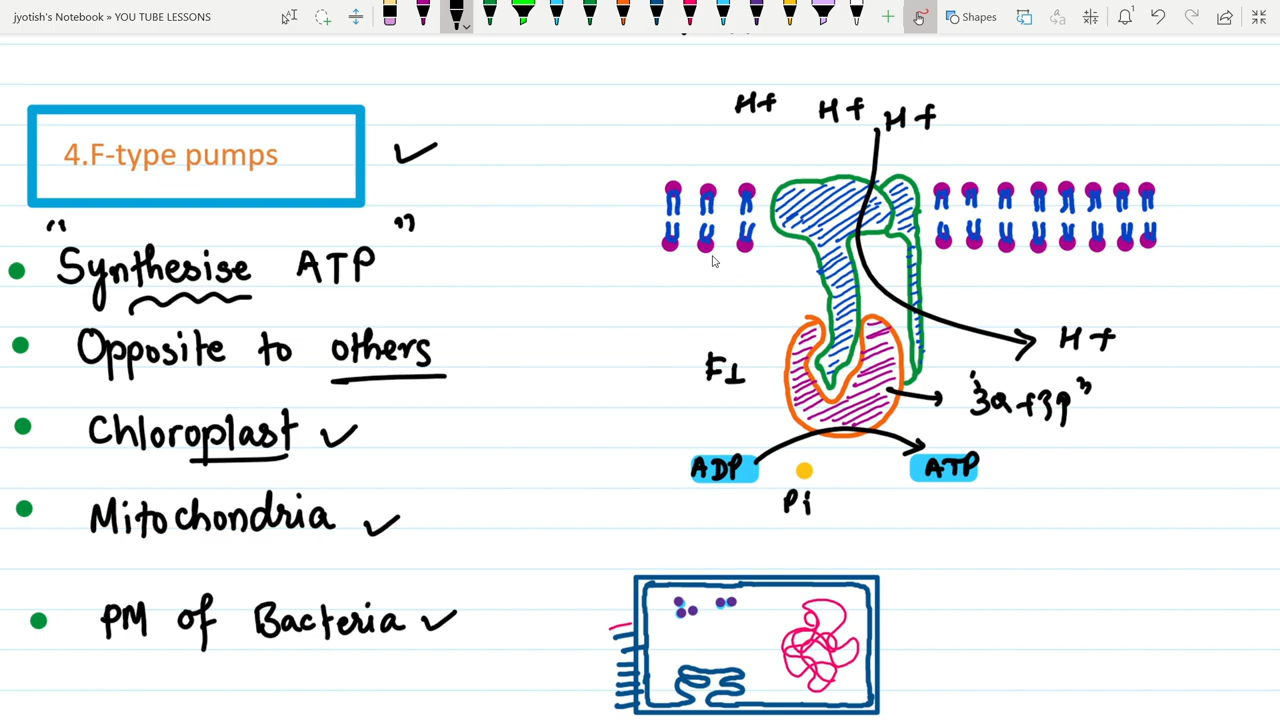 jyotish's Notebook » YOU TUBE LESSONS
Shapes
4.F-type pumps
"Synthesise ATP"
Opposite to others
Chloroplast
Mitochondria
PM of Bacteria
H+ H+ H+
H+
F1
"3α+3β"
ADP
Pi
ATP